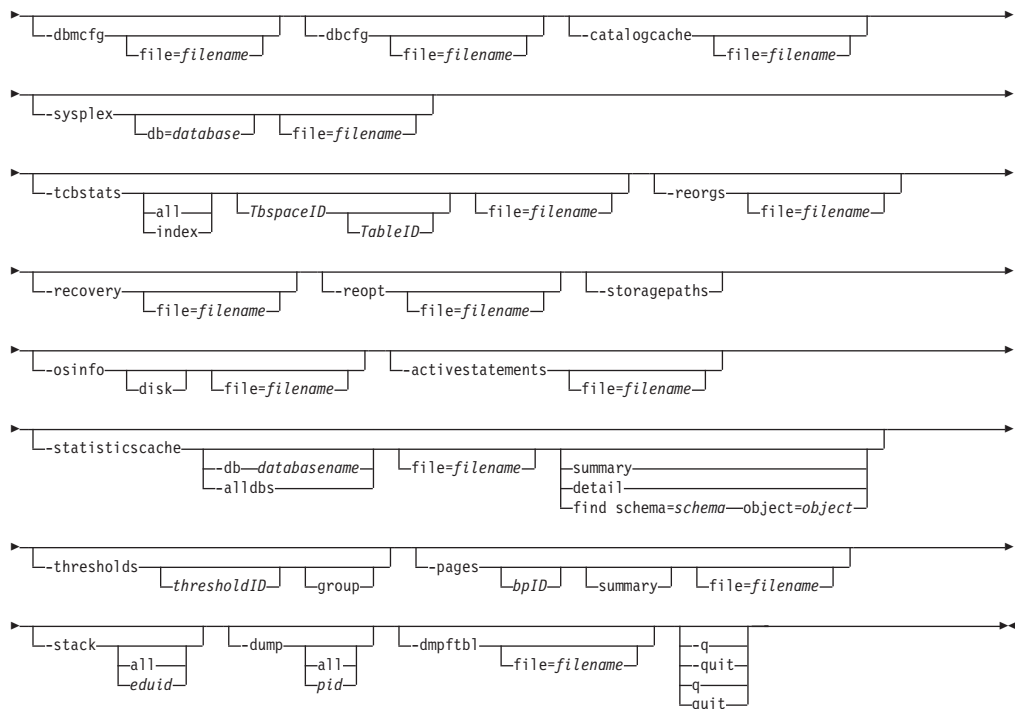 -dbmcfg -dbcfg -catalogcache
file=filename file=filename file=filename
-sysplex
db=database file=filename
-tcbstats -reorgs
all TbspaceID file=filename file=filename
index TableID
-recovery -reopt -storagepaths
file=filename file=filename
-osinfo -activestatements
disk file=filename file=filename
-statisticscache
-db databasename file=filename summary
-alldbs detail
find schema=schema object=object
-thresholds -pages
thresholdID group bpID summary file=filename
-stack -dump -dmpftbl -q
all all file=filename -quit
eduid pid q
quit